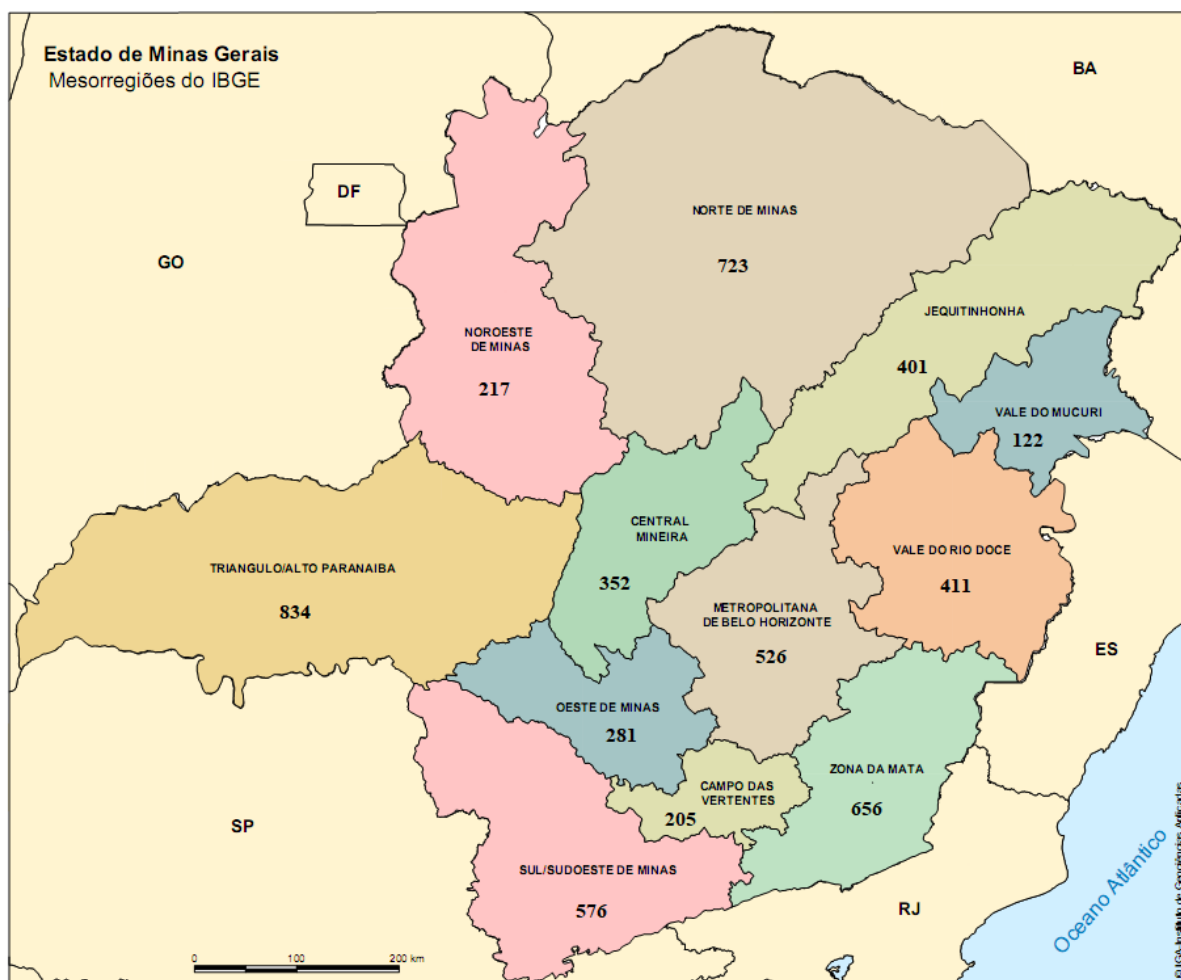 Estado de Minas Gerais
Mesorregiões do IBGE
BA
DF
GO
NORTE DE MINAS
723
JEQUITINHONHA
401
NOROESTE
DE MINAS
217
VALE DO MUCURI
122
CENTRAL
MINEIRA
352
VALE DO RIO DOCE
411
TRIANGULO/ALTO PARANAIBA
834
METROPOLITANA
DE BELO HORIZONTE
526
ES
OESTE DE MINAS
281
ZONA DA MATA
656
CAMPO DAS
VERTENTES
205
SP
SUL/SUDOESTE DE MINAS
576
RJ
Oceano Atlântico
0 100 200 km